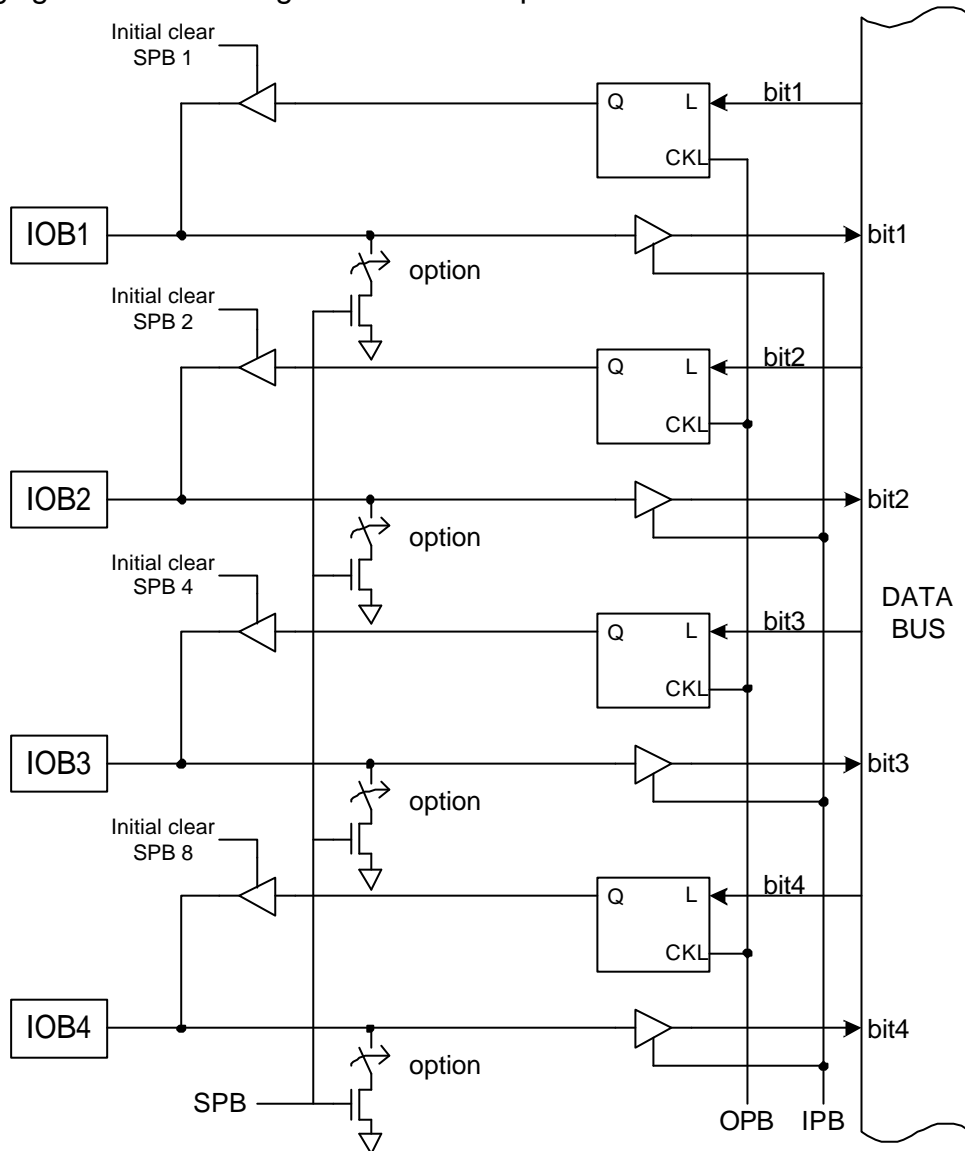 Initial clear
SPB 1
Q L bit1
CKL
IOB1 bit1
option
Initial clear
SPB 2
Q L bit2
CKL
IOB2 bit2
option
Initial clear
SPB 4
DATA
BUS
Q L bit3
CKL
IOB3 bit3
option
Initial clear
SPB 8
Q L bit4
CKL
IOB4 bit4
option
SPB OPB IPB